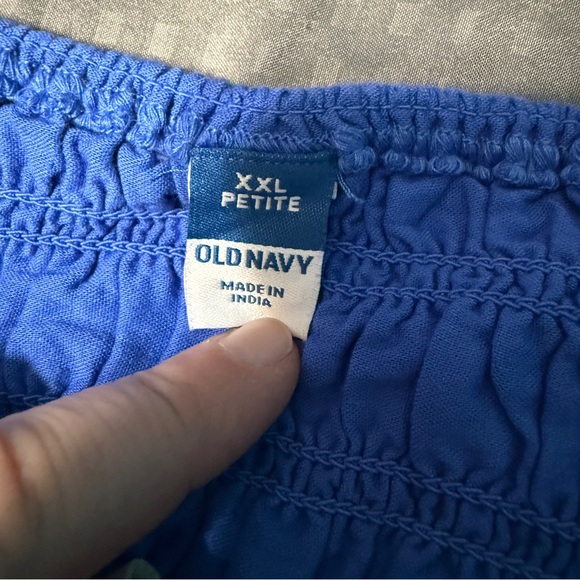 XXL
PETITE
OLD NAVY
MADE IN
INDIA